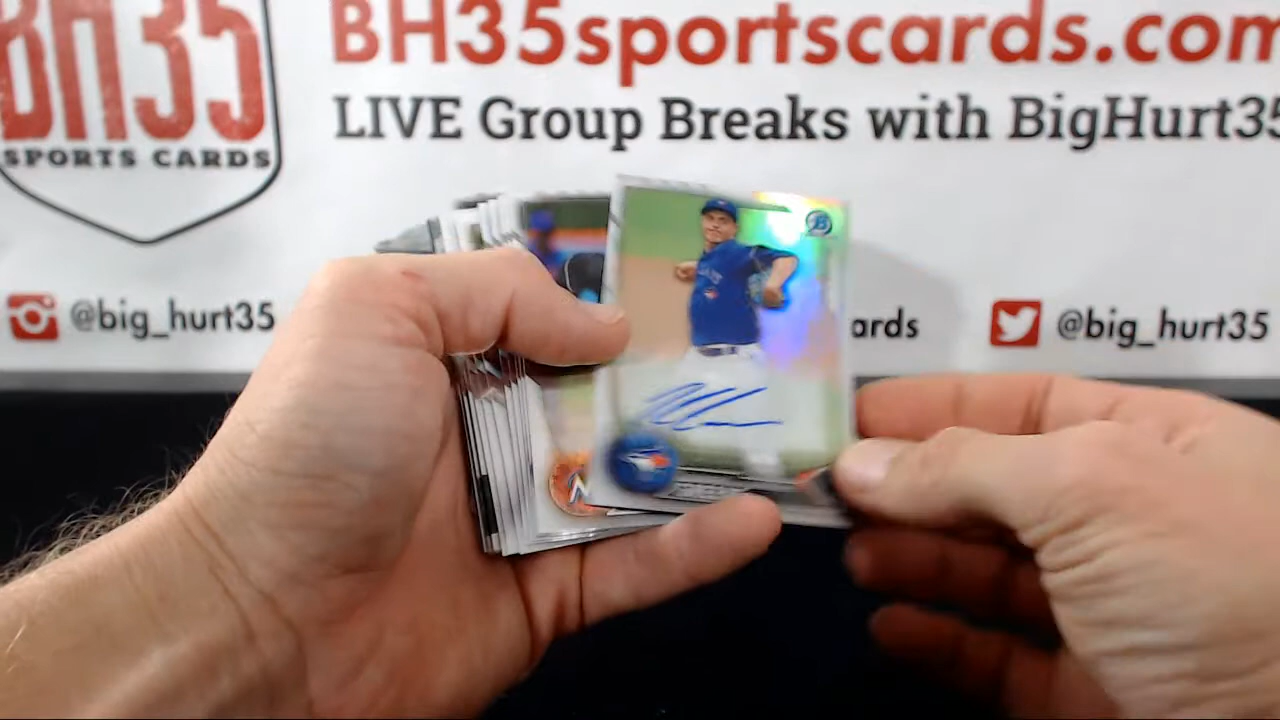 BH35
SPORTS CARDS
BH35sportscards.com
LIVE Group Breaks with BigHurt35
@big_hurt35
ards
@big_hurt35
B